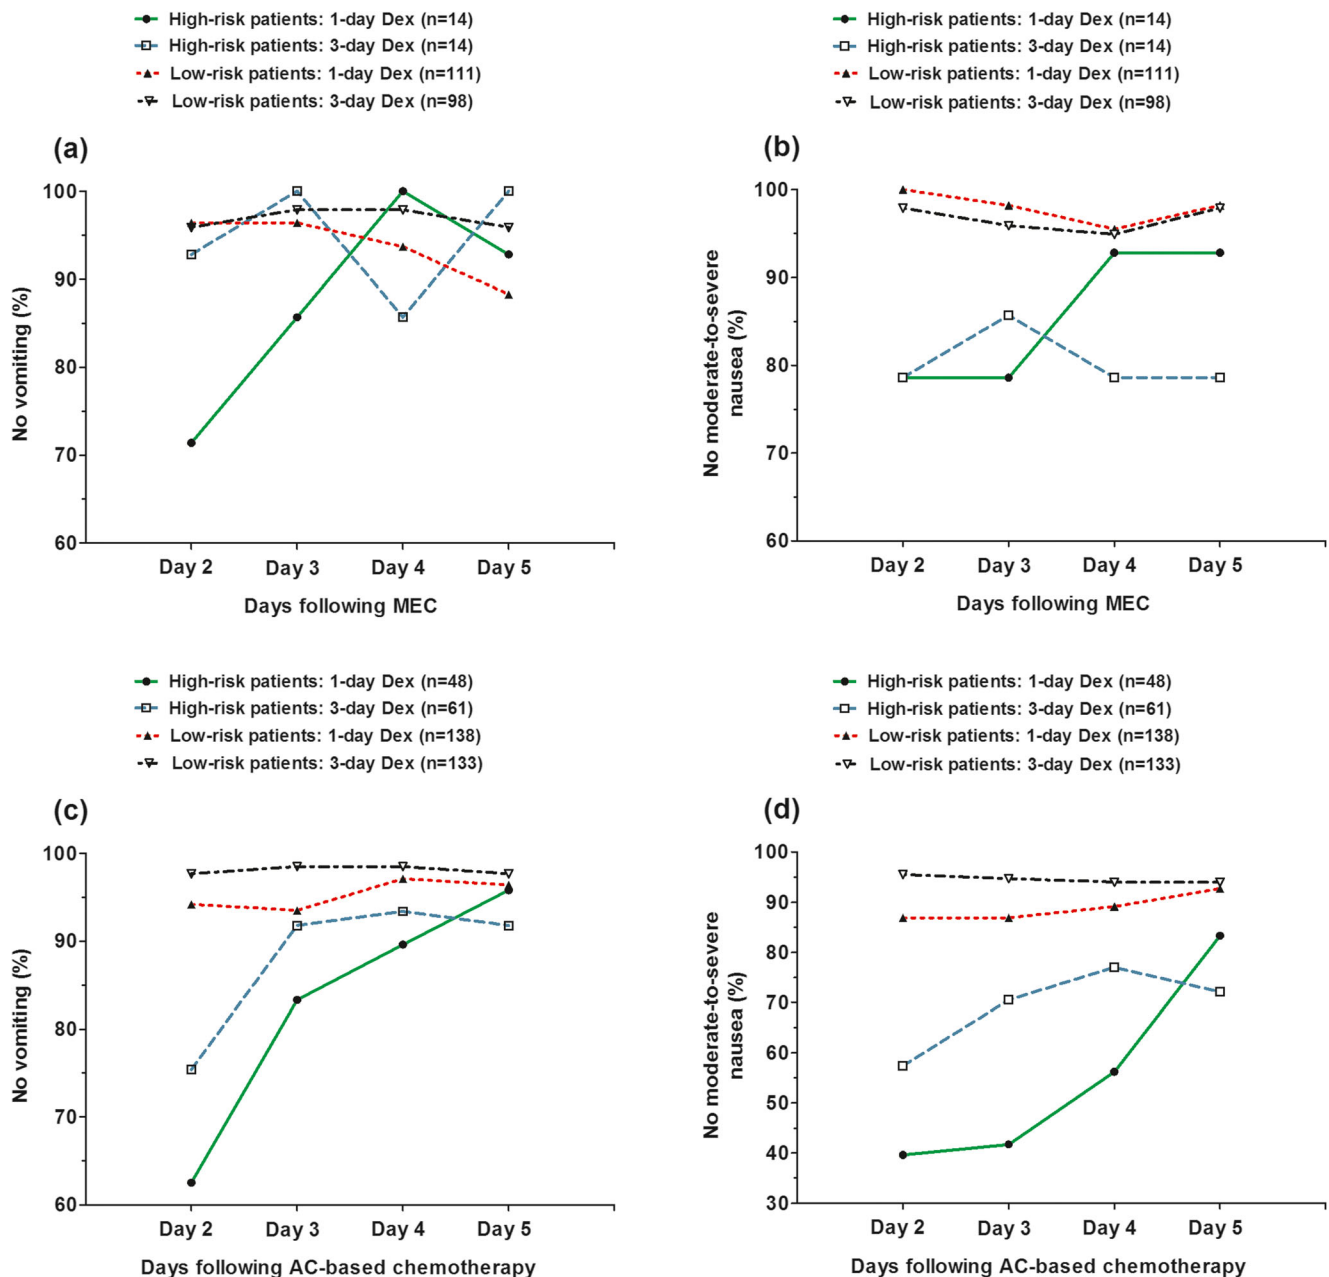 High-risk patients: 1-day Dex (n=14)
High-risk patients: 3-day Dex (n=14)
Low-risk patients: 1-day Dex (n=111)
Low-risk patients: 3-day Dex (n=98)
(a)
No vomiting (%)
100
90
80
70
60
Day 2 Day 3 Day 4 Day 5
Days following MEC
High-risk patients: 1-day Dex (n=14)
High-risk patients: 3-day Dex (n=14)
Low-risk patients: 1-day Dex (n=111)
Low-risk patients: 3-day Dex (n=98)
(b)
No moderate-to-severe
nausea (%)
100
90
80
70
60
Day 2 Day 3 Day 4 Day 5
Days following MEC
High-risk patients: 1-day Dex (n=48)
High-risk patients: 3-day Dex (n=61)
Low-risk patients: 1-day Dex (n=138)
Low-risk patients: 3-day Dex (n=133)
(c)
No vomiting (%)
100
90
80
70
60
Day 2 Day 3 Day 4 Day 5
Days following AC-based chemotherapy
High-risk patients: 1-day Dex (n=48)
High-risk patients: 3-day Dex (n=61)
Low-risk patients: 1-day Dex (n=138)
Low-risk patients: 3-day Dex (n=133)
(d)
No moderate-to-severe
nausea (%)
100
90
80
70
60
50
40
30
Day 2 Day 3 Day 4 Day 5
Days following AC-based chemotherapy